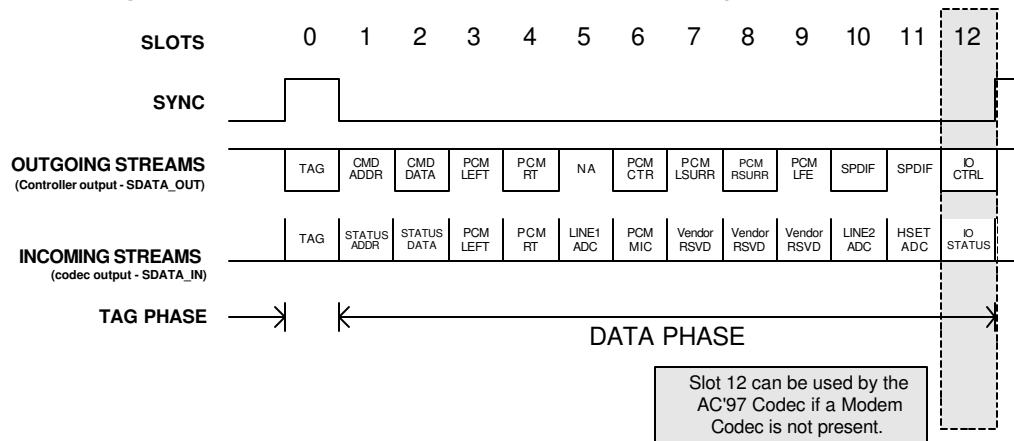 SLOTS 0 1 2 3 4 5 6 7 8 9 10 11 12
SYNC
OUTGOING STREAMS
(Controller output - SDATA_OUT)
TAG
CMD
ADDR
CMD
DATA
PCM
LEFT
PCM
RT
NA
PCM
CTR
PCM
LSURR
PCM
RSURR
PCM
LFE
SPDIF
SPDIF
IO
CTRL
INCOMING STREAMS
(codec output - SDATA_IN)
TAG
STATUS
ADDR
STATUS
DATA
PCM
LEFT
PCM
RT
LINE1
ADC
PCM
MIC
Vendor
RSVD
Vendor
RSVD
Vendor
RSVD
LINE2
ADC
HSET
ADC
IO
STATUS
TAG PHASE
DATA PHASE
Slot 12 can be used by the
AC'97 Codec if a Modem
Codec is not present.